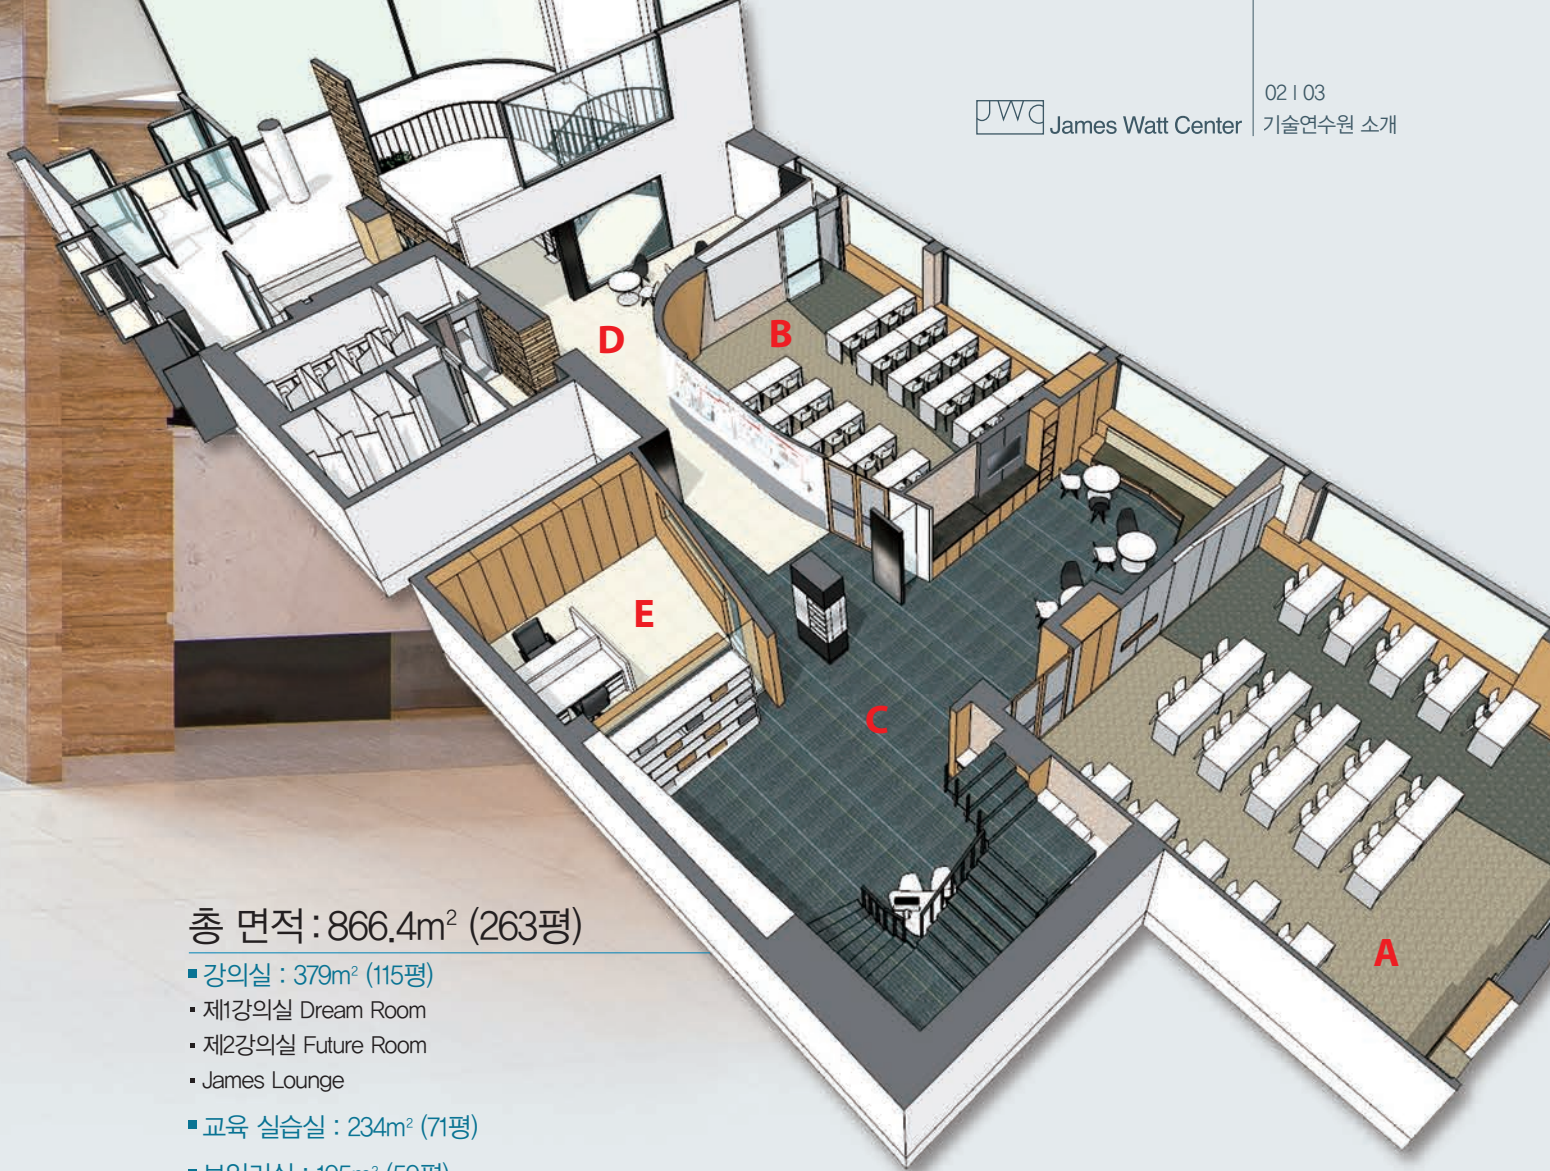 JWC James Watt Center
02 | 03
기술연수원 소개
D
B
E
C
A
총 면적 : 866.4m² (263평)
▪ 강의실 : 379m² (115평)
▪ 제1강의실 Dream Room
▪ 제2강의실 Future Room
▪ James Lounge
▪ 교육 실습실 : 234m² (71평)